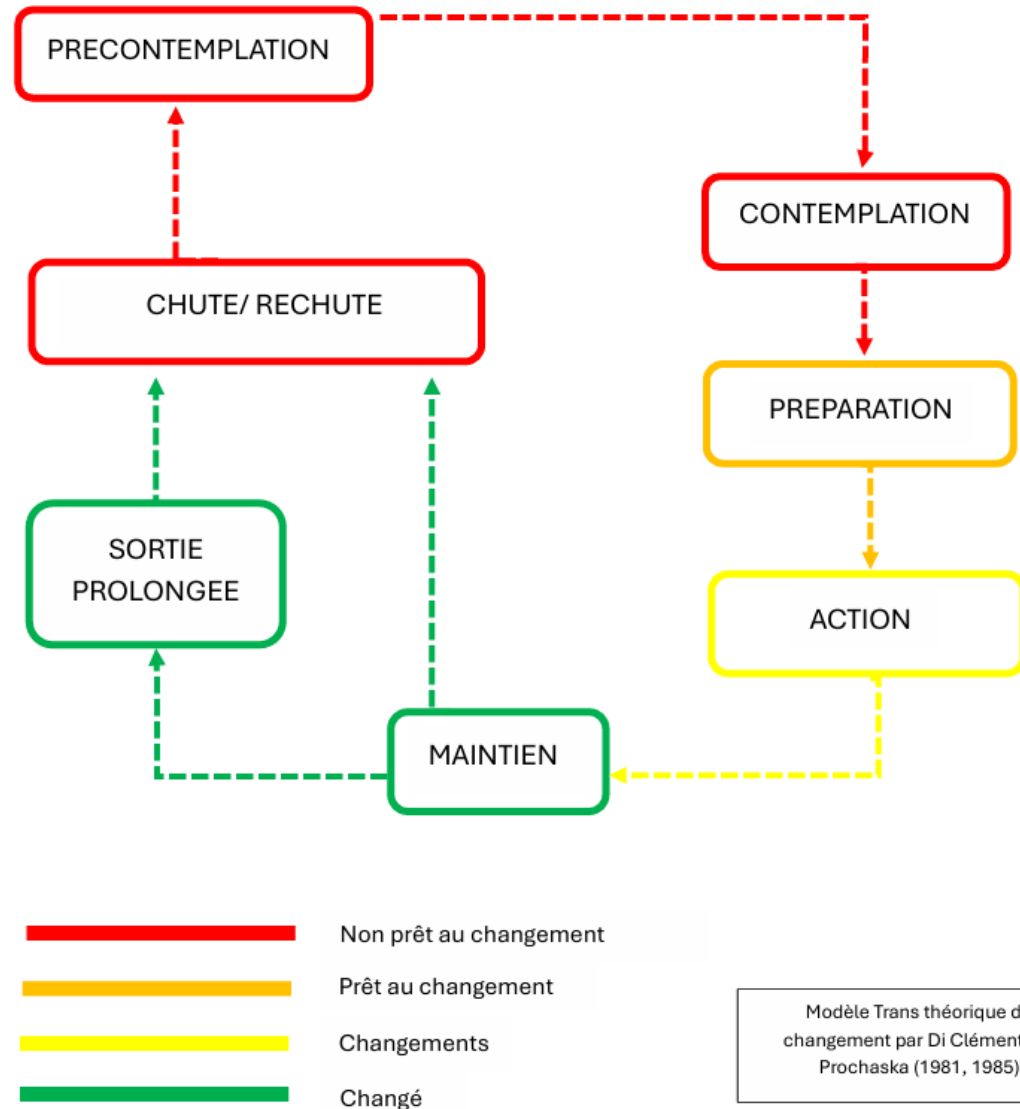 PRECONTEMPLATION
CONTEMPLATION
CHUTE/ RECHUTE
PREPARATION
SORTIE
PROLONGEE
ACTION
MAINTIEN
Non prêt au changement
Prêt au changement
Changements
Changé
Modèle Trans théorique d
changement par Di Clément
Prochaska (1981, 1985)